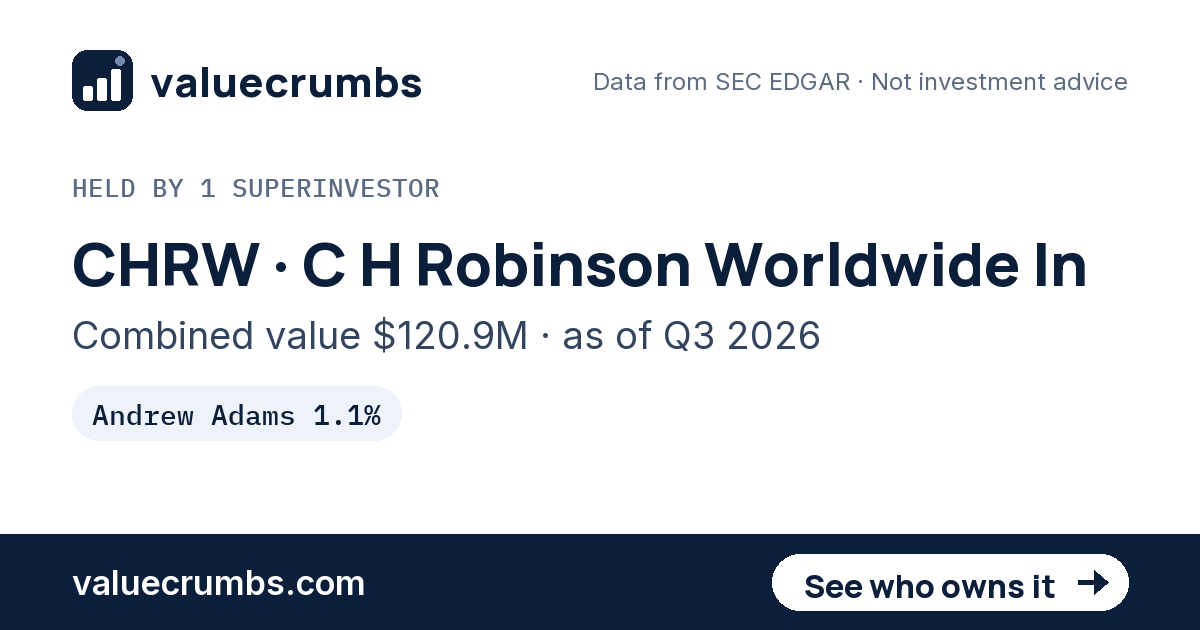 valuecrumbs
Data from SEC EDGAR · Not investment advice
HELD BY 1 SUPERINVESTOR
CHRW · C H Robinson Worldwide In
Combined value $120.9M · as of Q3 2026
Andrew Adams 1.1%
valuecrumbs.com
See who owns it →